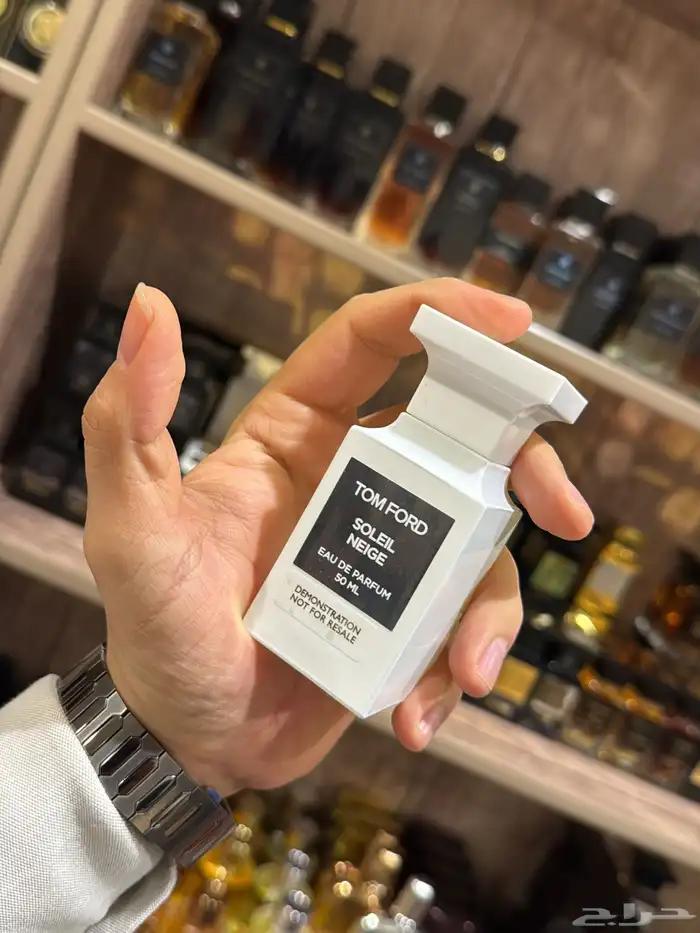 TOM FORD
SOLEIL
NEIGE
EAU DE PARFUM
50 ML
DEMONSTRATION
NOT FOR RESALE
حراج